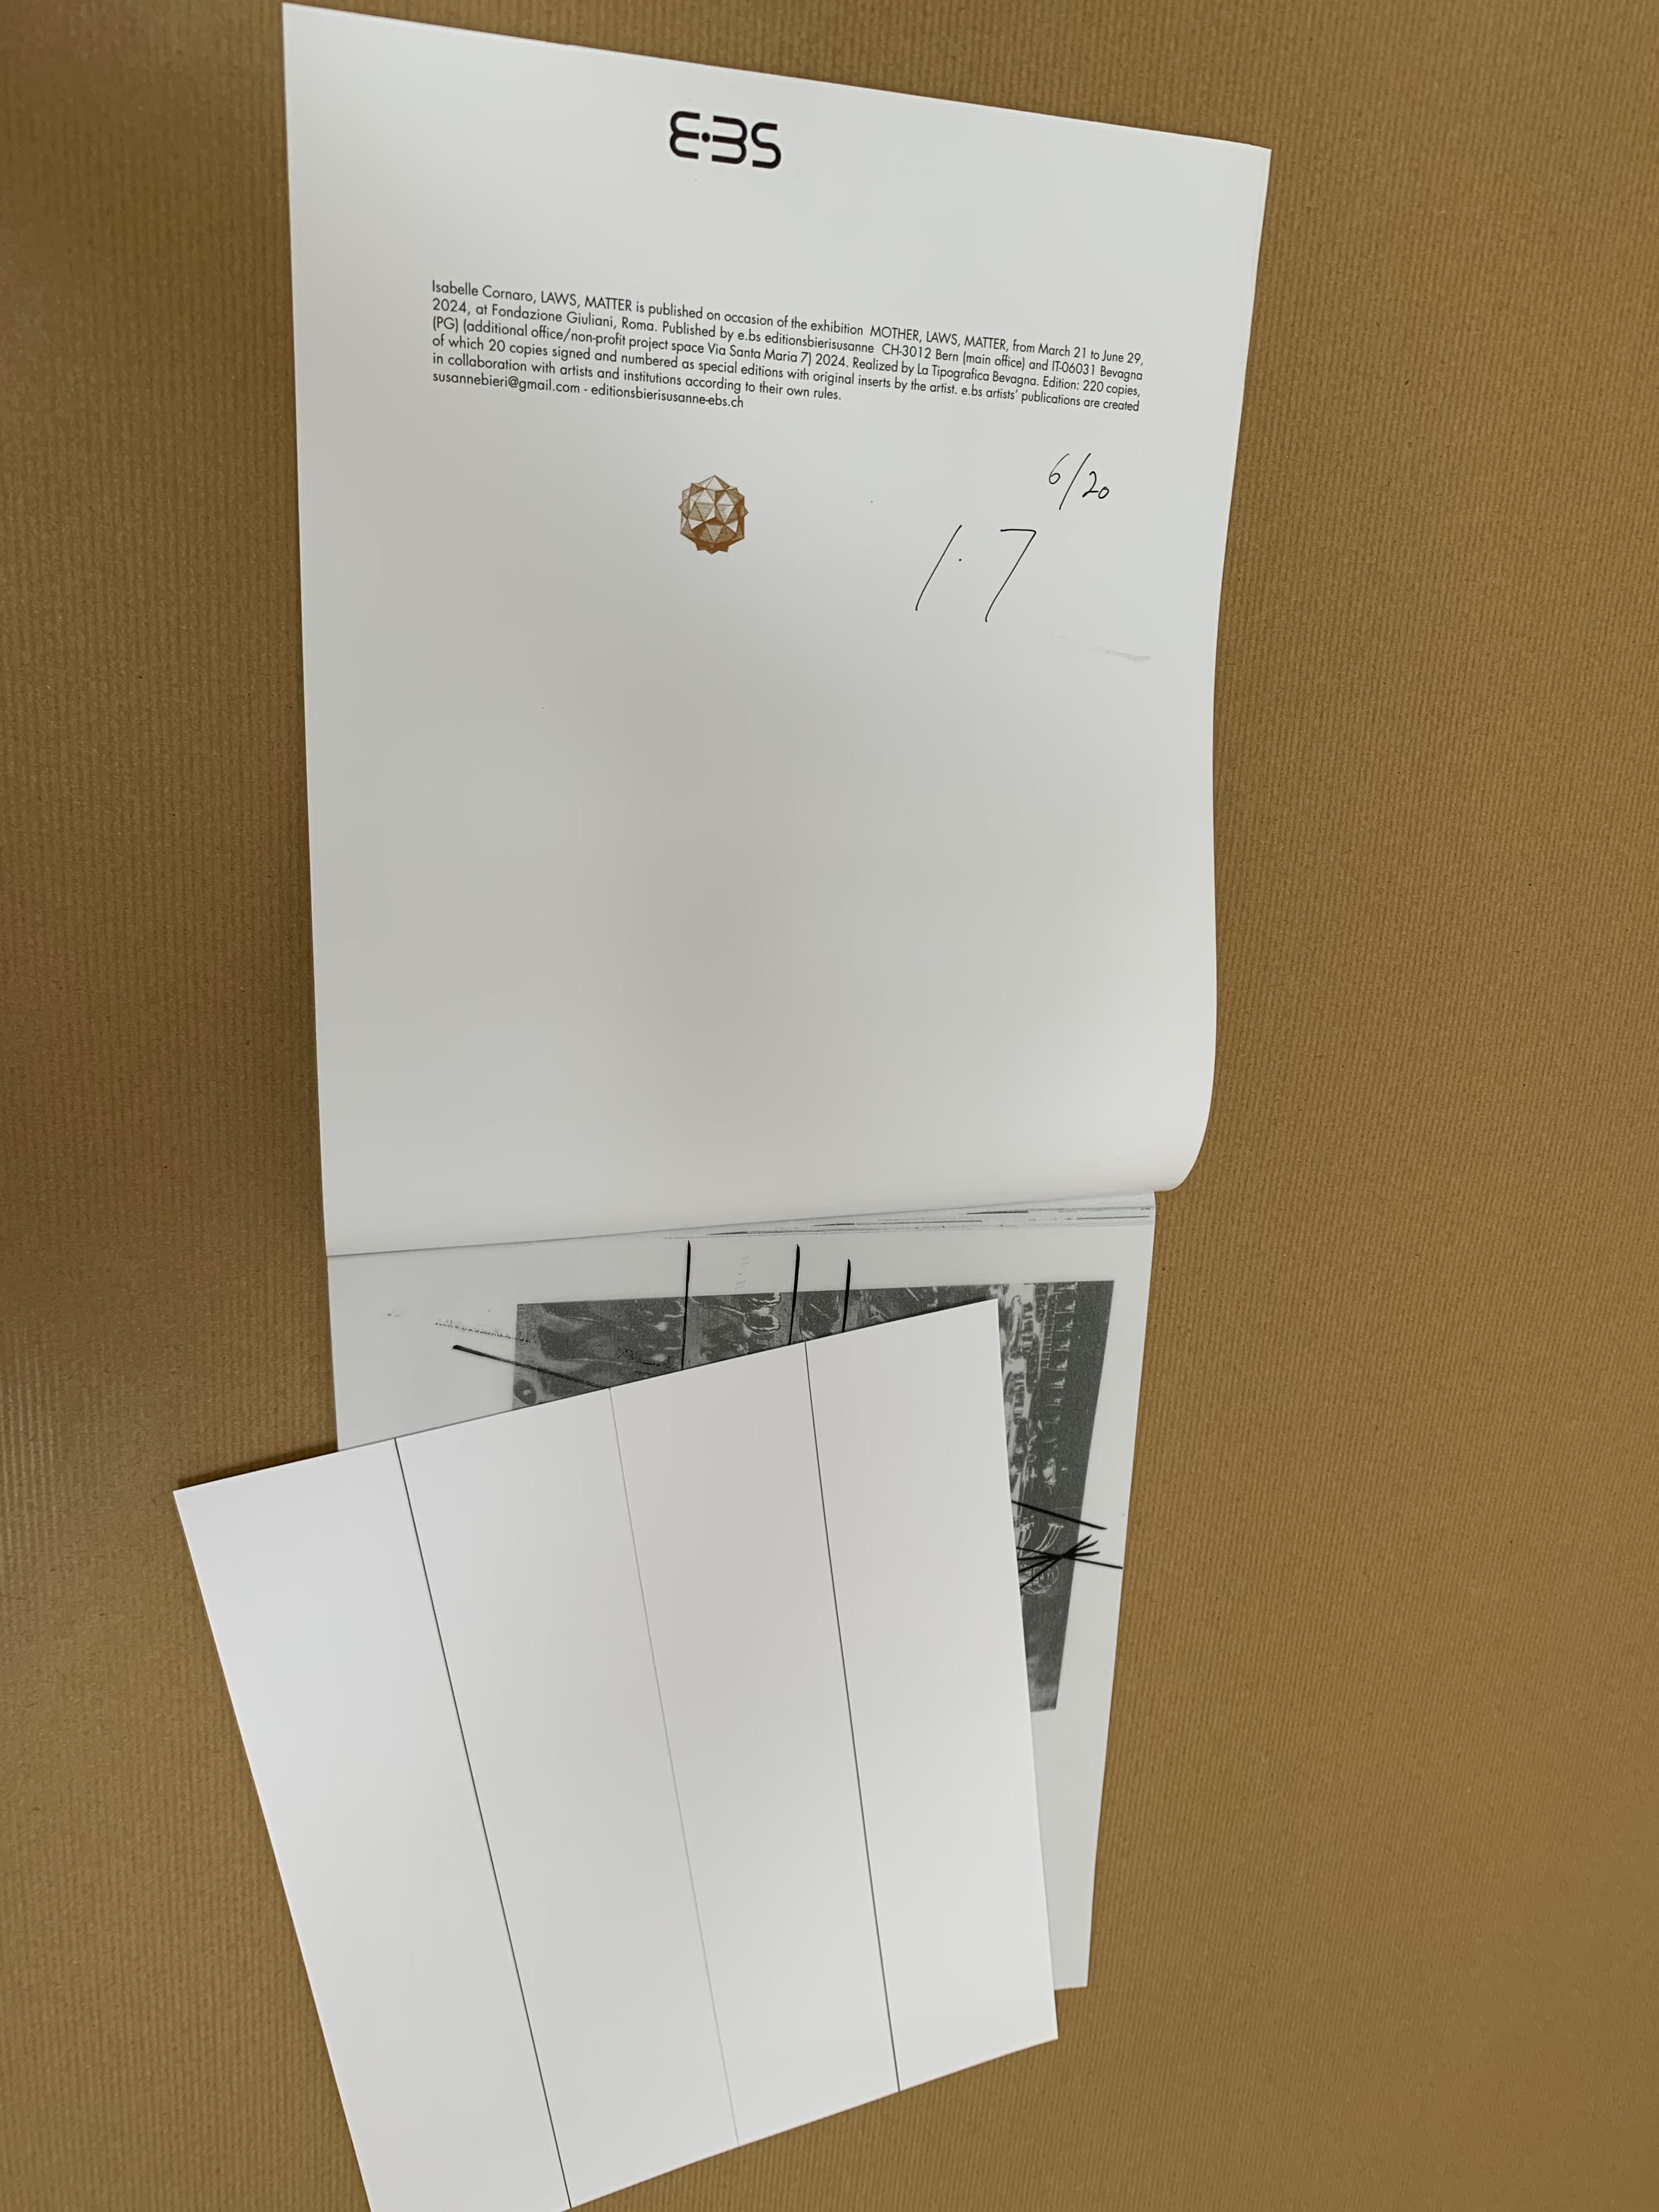 E·BS
Isabelle Cornaro, LAWS, MATTER is published on occasion of the exhibition MOTHER, LAWS, MATTER, from March 21 to June 29,
2024, at Fondazione Giuliani, Roma. Published by e.bs editionsbierisusanne CH-3012 Bern (main office) and IT-06031 Bevagna
(PG) (additional office/non-profit project space Via Santa Maria 7) 2024. Realized by La Tipografica Bevagna. Edition: 220 copies,
of which 20 copies signed and numbered as special editions with original inserts by the artist. e.bs artists' publications are created
in collaboration with artists and institutions according to their own rules.
susannebieri@gmail.com - editionsbierisusanne-ebs.ch
6/20